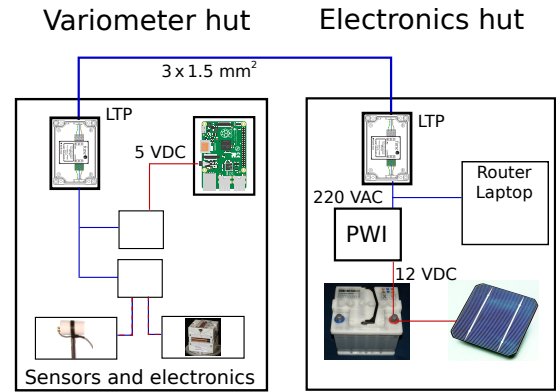 Variometer hut
Electronics hut
3 x 1.5 mm²
LTP
LTP
5 VDC
Router
Laptop
220 VAC
PWI
12 VDC
Sensors and electronics